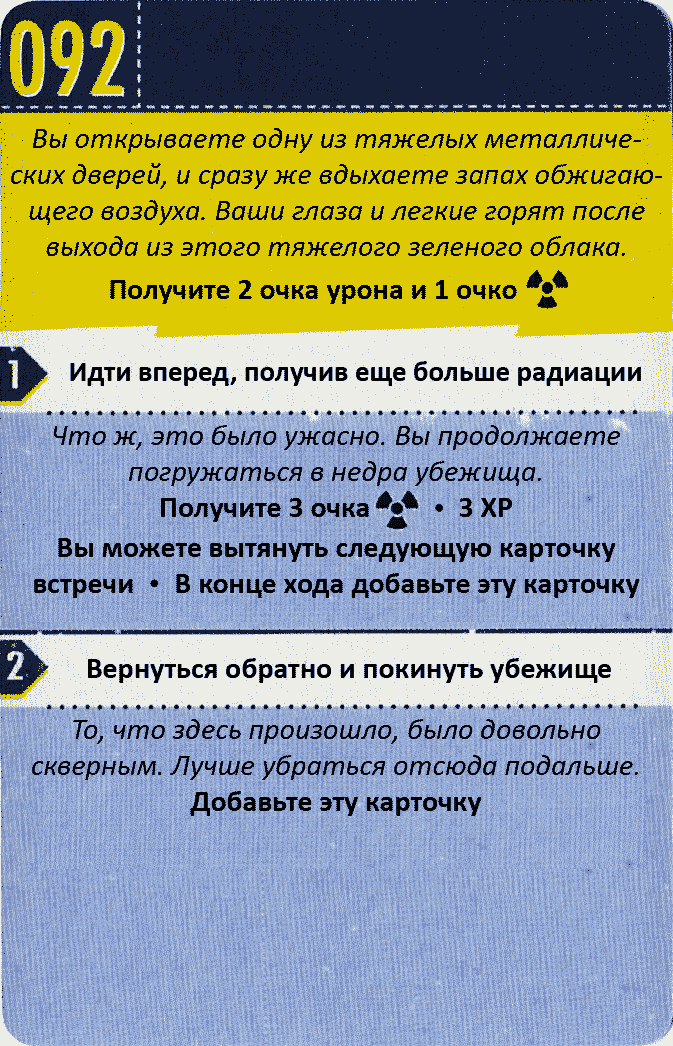 092
Вы открываете одну из тяжелых металличе-
ских дверей, и сразу же вдыхаете запах обжигаю-
щего воздуха. Ваши глаза и легкие горят после
выхода из этого тяжелого зеленого облака.
Получите 2 очка урона и 1 очко
1 Идти вперед, получив еще больше радиации
Что ж, это было ужасно. Вы продолжаете
погружаться в недра убежища.
Получите 3 очка • 3 XP
Вы можете вытянуть следующую карточку
встречи • В конце хода добавьте эту карточку
2 Вернуться обратно и покинуть убежище
То, что здесь произошло, было довольно
скверным. Лучше убраться отсюда подальше.
Добавьте эту карточку